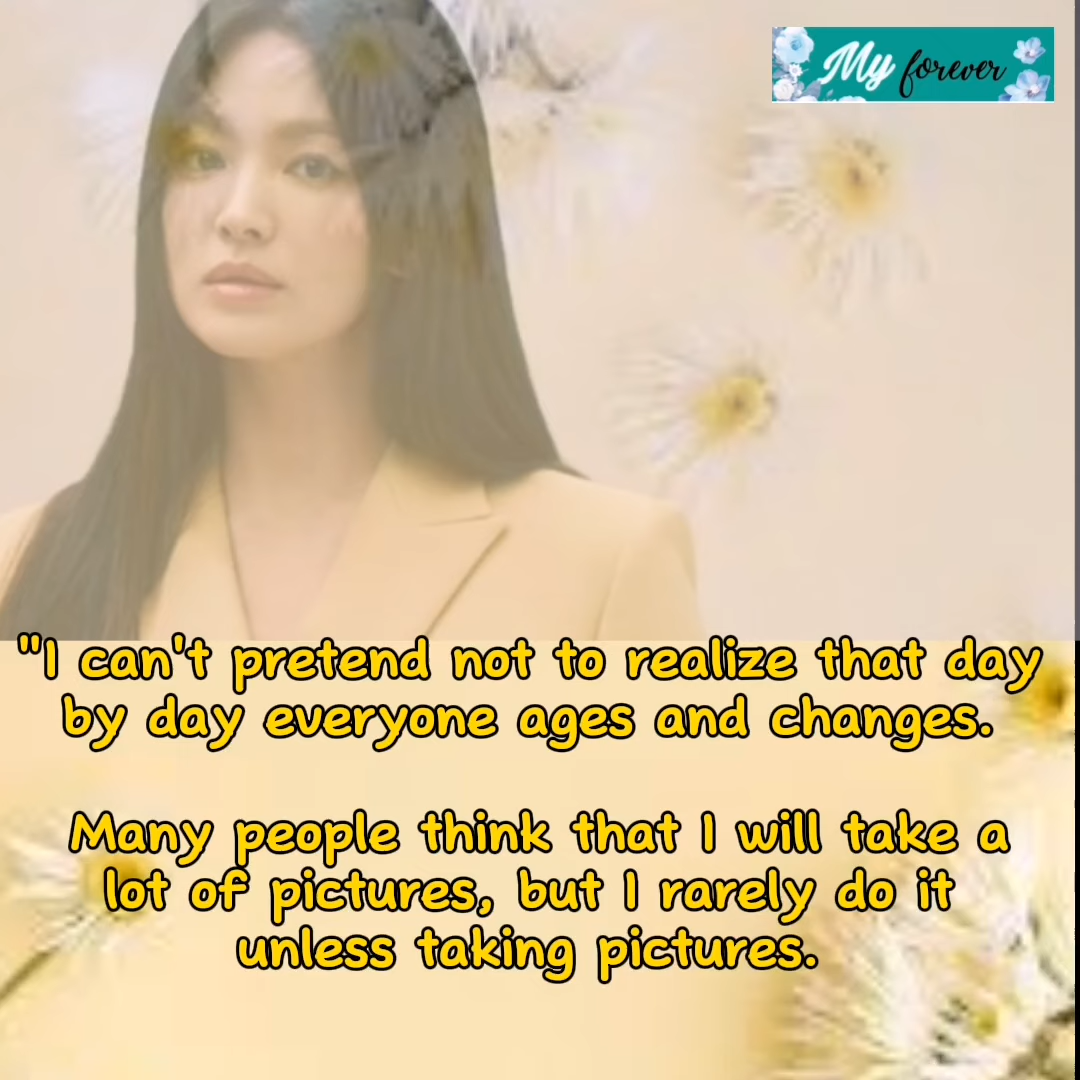 My forever
"I can't pretend not to realize that day
by day everyone ages and changes.
Many people think that I will take a
lot of pictures, but I rarely do it
unless taking pictures.